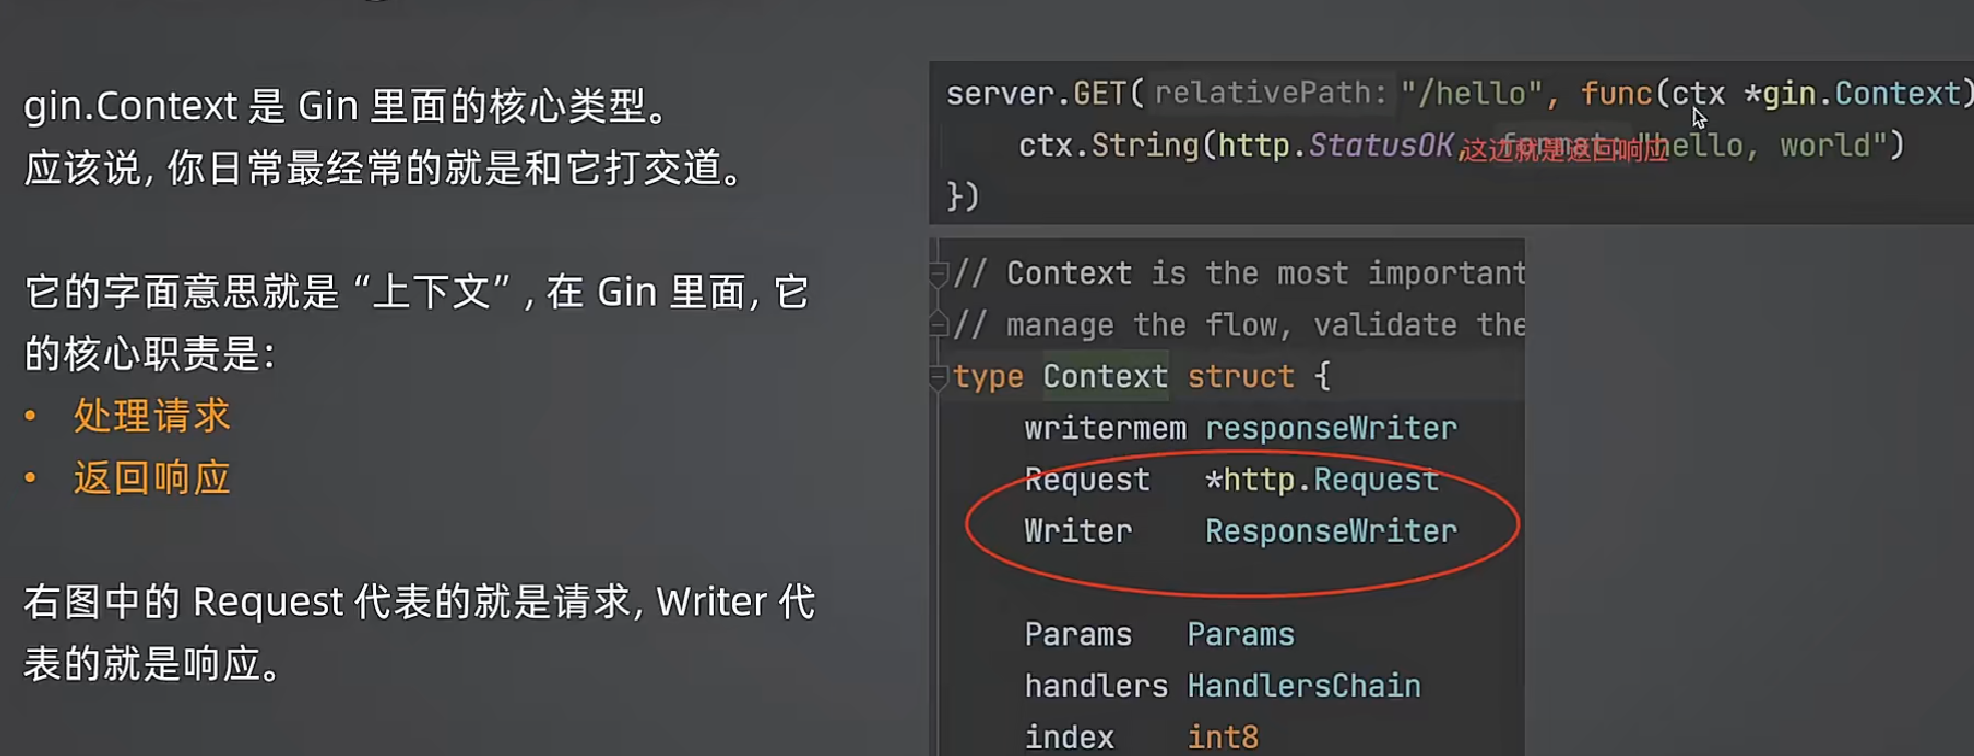 gin.Context 是 Gin 里面的核心类型。
应该说, 你日常最经常的就是和它打交道。
它的字面意思就是“上下文”, 在 Gin 里面, 它
的核心职责是:
• 处理请求
• 返回响应
右图中的 Request 代表的就是请求, Writer 代
表的就是响应。
server.GET( relativePath: "/hello", func(ctx *gin.Context)
ctx.String(http.StatusOK, format: "hello, world")
这边就是返回响应
})
// Context is the most important
// manage the flow, validate the
type Context struct {
writermem responseWriter
Request *http.Request
Writer ResponseWriter
Params Params
handlers HandlersChain
index int8